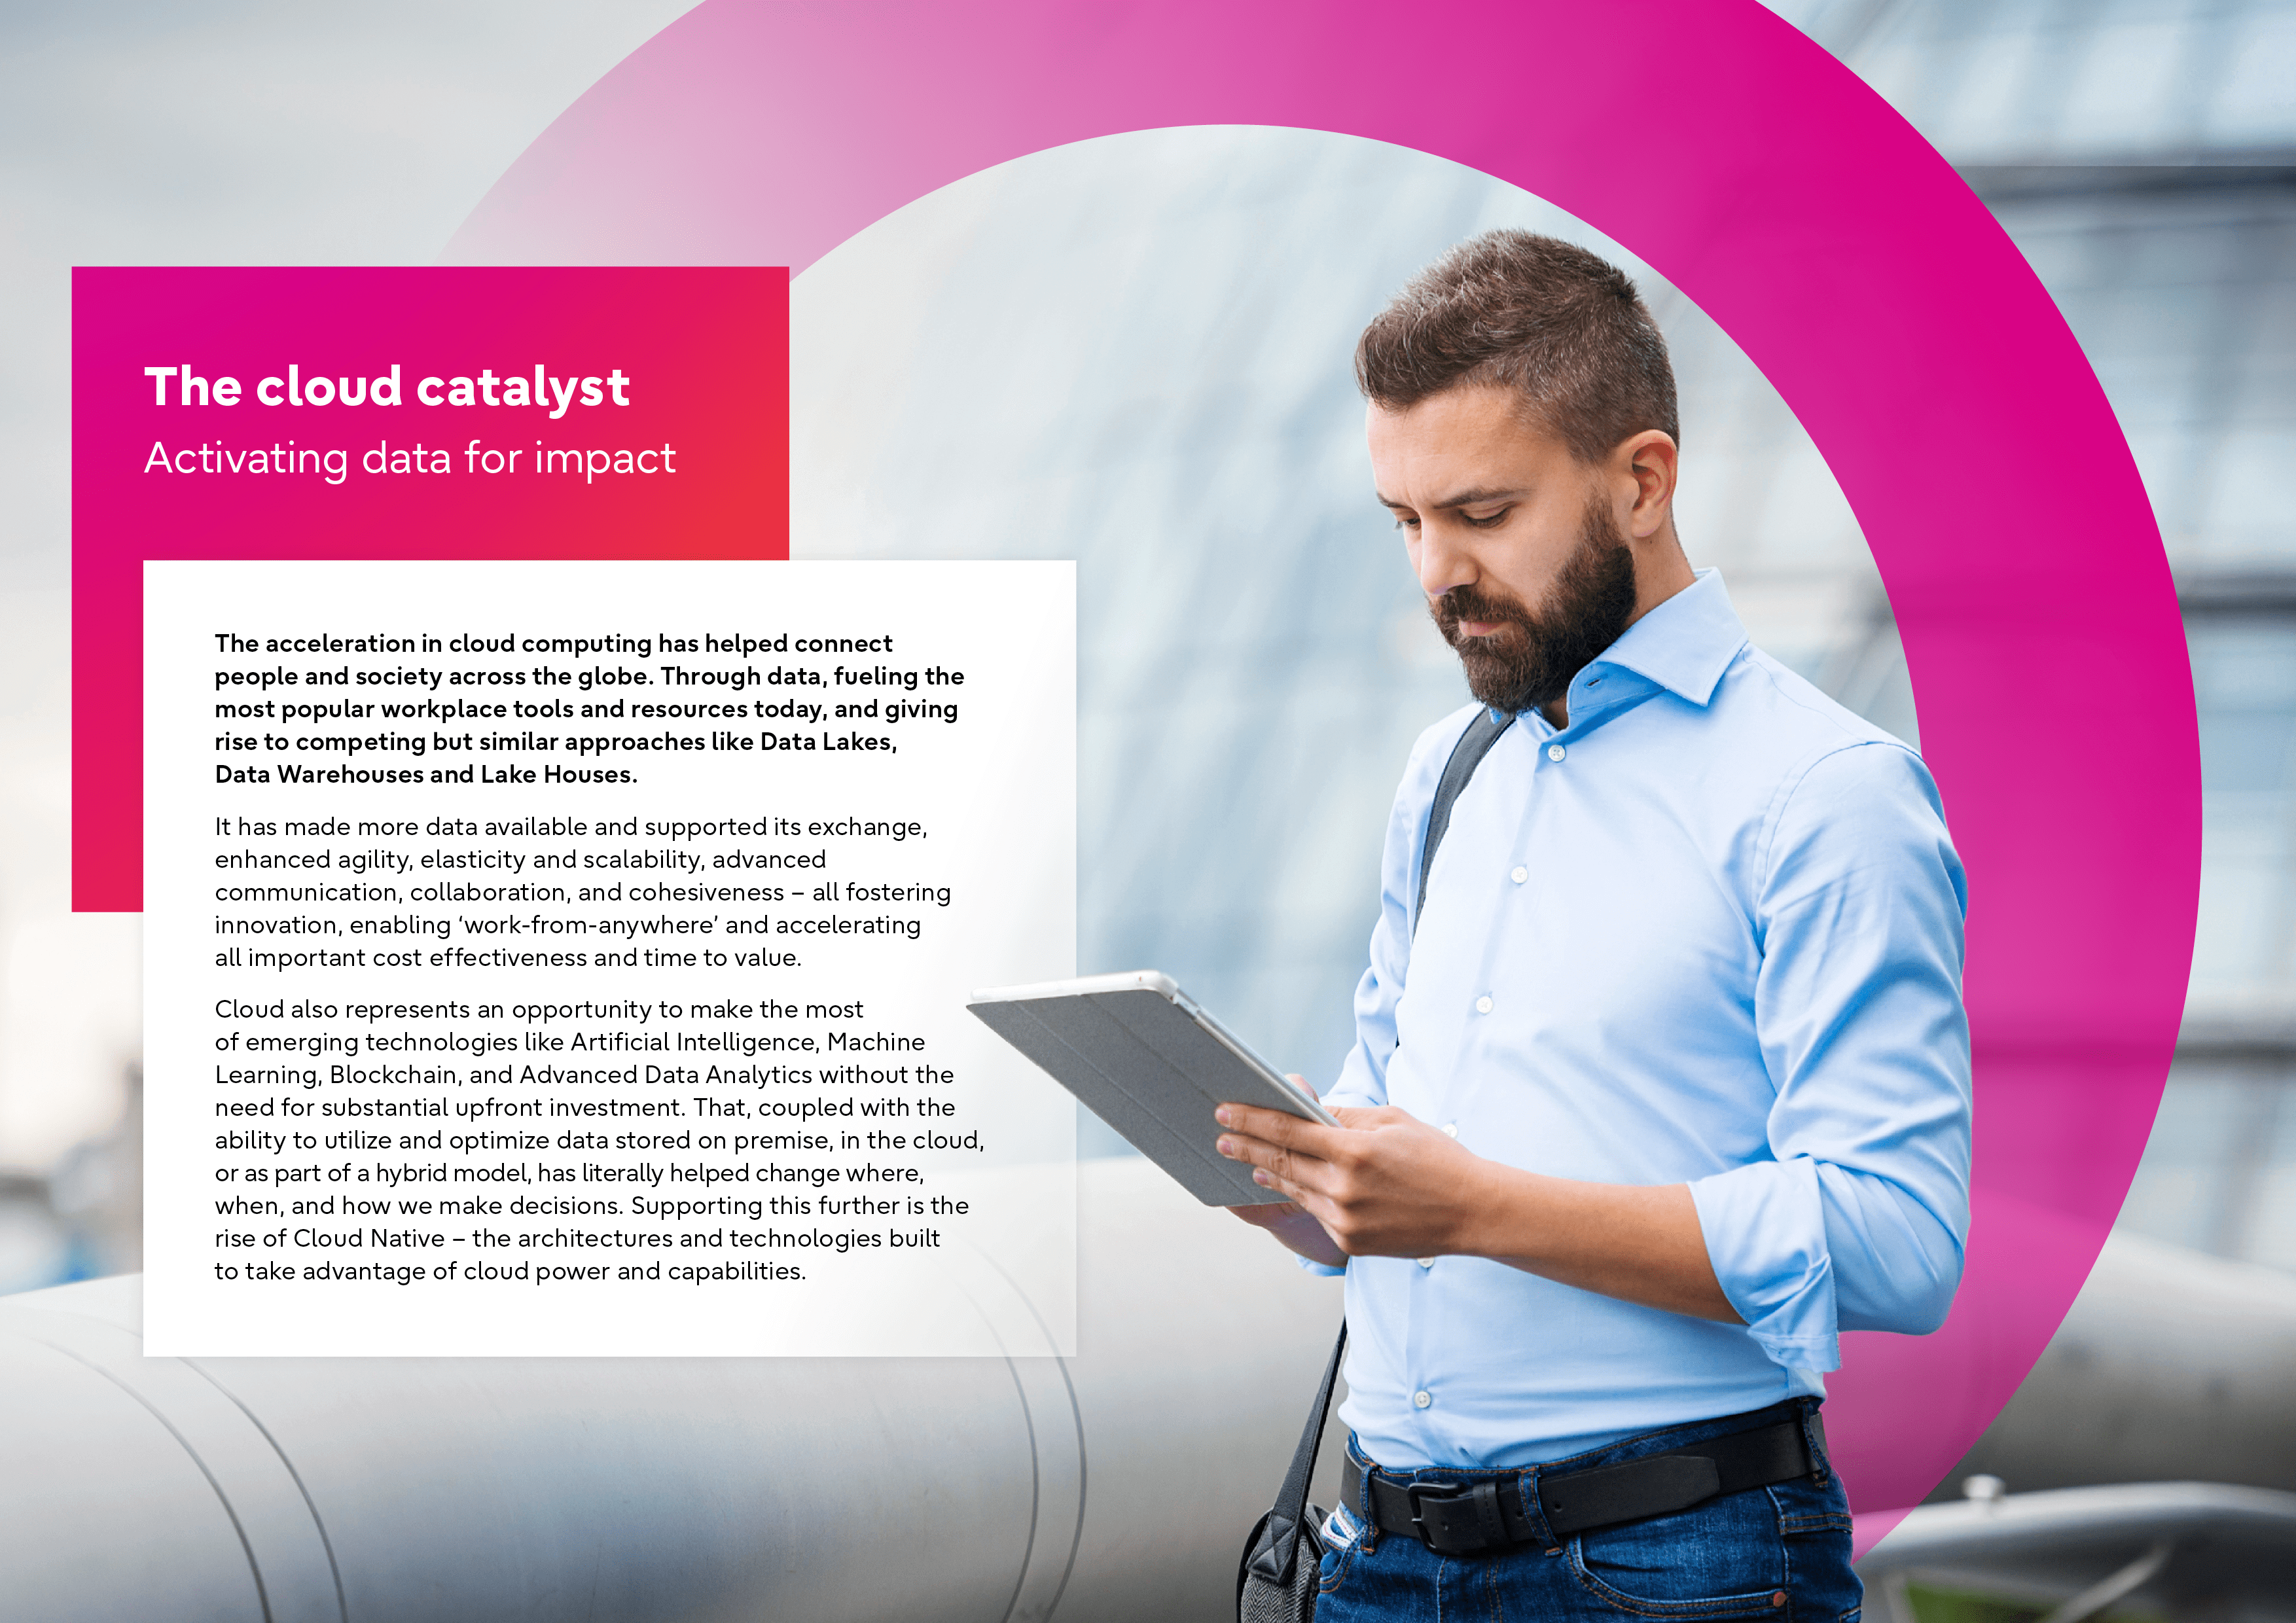 The cloud catalyst
Activating data for impact
The acceleration in cloud computing has helped connect
people and society across the globe. Through data, fueling the
most popular workplace tools and resources today, and giving
rise to competing but similar approaches like Data Lakes,
Data Warehouses and Lake Houses.
It has made more data available and supported its exchange,
enhanced agility, elasticity and scalability, advanced
communication, collaboration, and cohesiveness – all fostering
innovation, enabling ‘work-from-anywhere’ and accelerating
all important cost effectiveness and time to value.
Cloud also represents an opportunity to make the most
of emerging technologies like Artificial Intelligence, Machine
Learning, Blockchain, and Advanced Data Analytics without the
need for substantial upfront investment. That, coupled with the
ability to utilize and optimize data stored on premise, in the cloud,
or as part of a hybrid model, has literally helped change where,
when, and how we make decisions. Supporting this further is the
rise of Cloud Native – the architectures and technologies built
to take advantage of cloud power and capabilities.